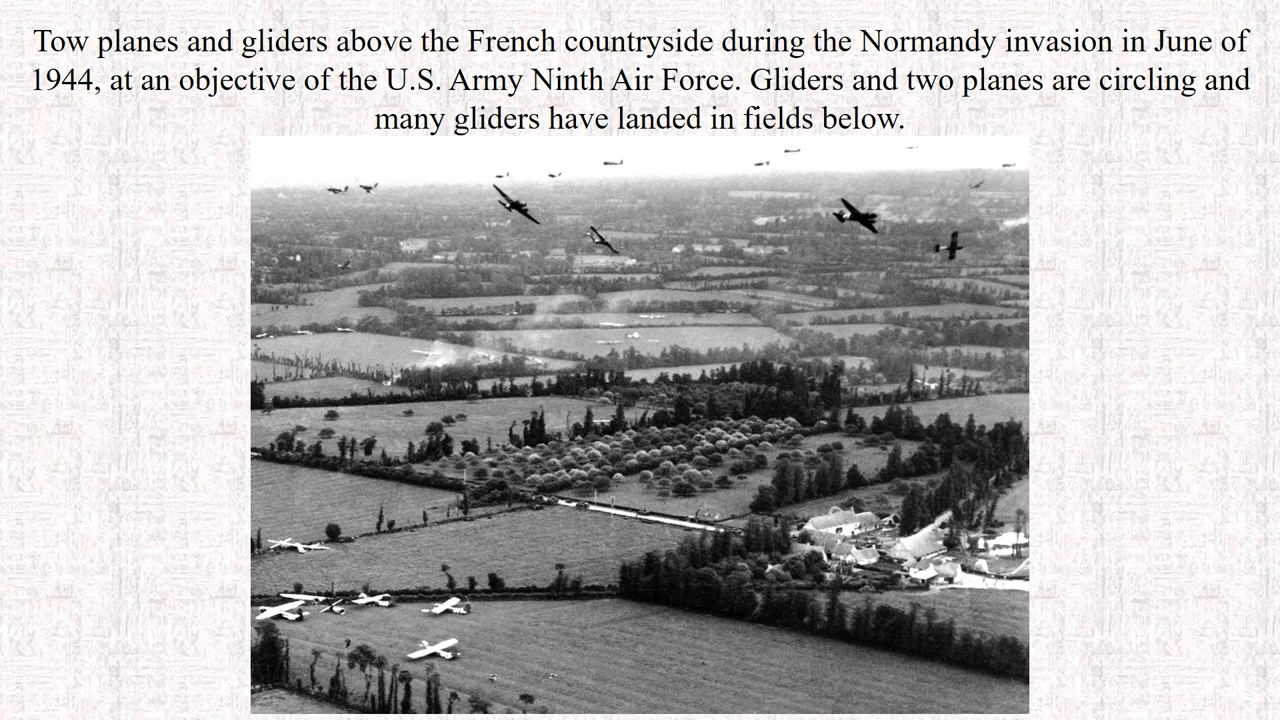 Tow planes and gliders above the French countryside during the Normandy invasion in June of
1944, at an objective of the U.S. Army Ninth Air Force. Gliders and two planes are circling and
many gliders have landed in fields below.